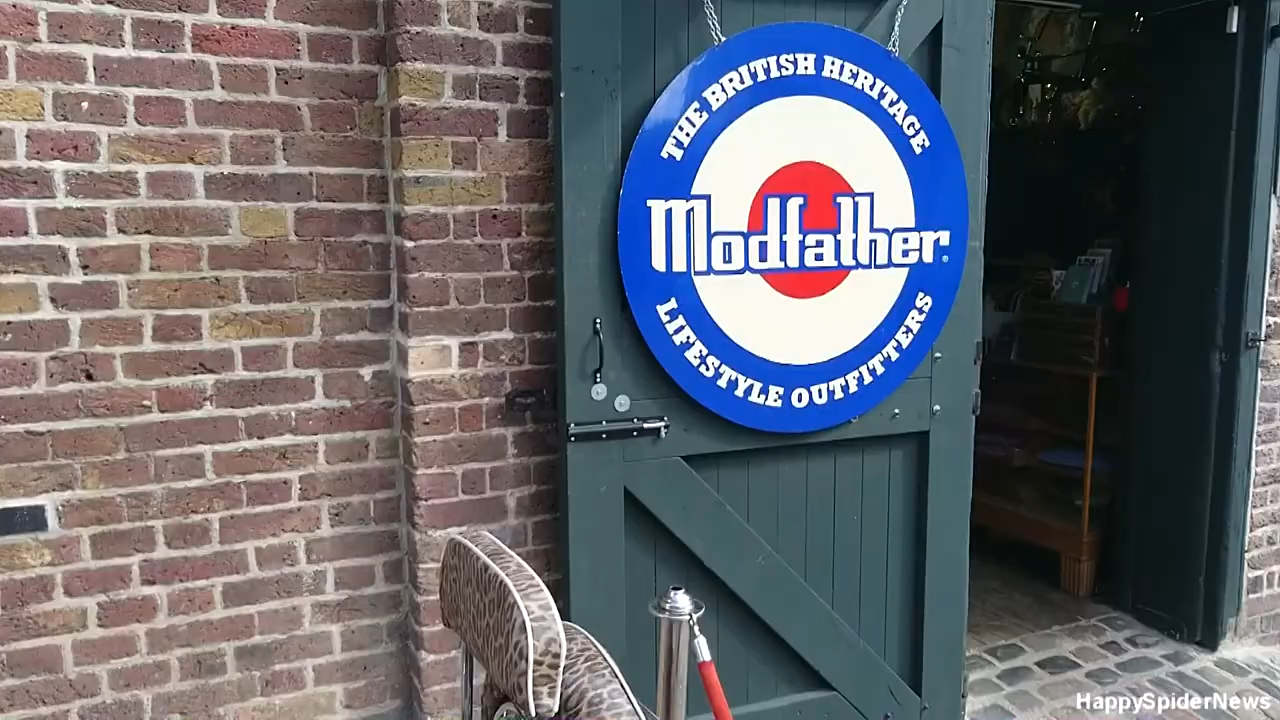 THE BRITISH HERITAGE
Modfather
LIFESTYLE OUTFITTERS
HappySpiderNews